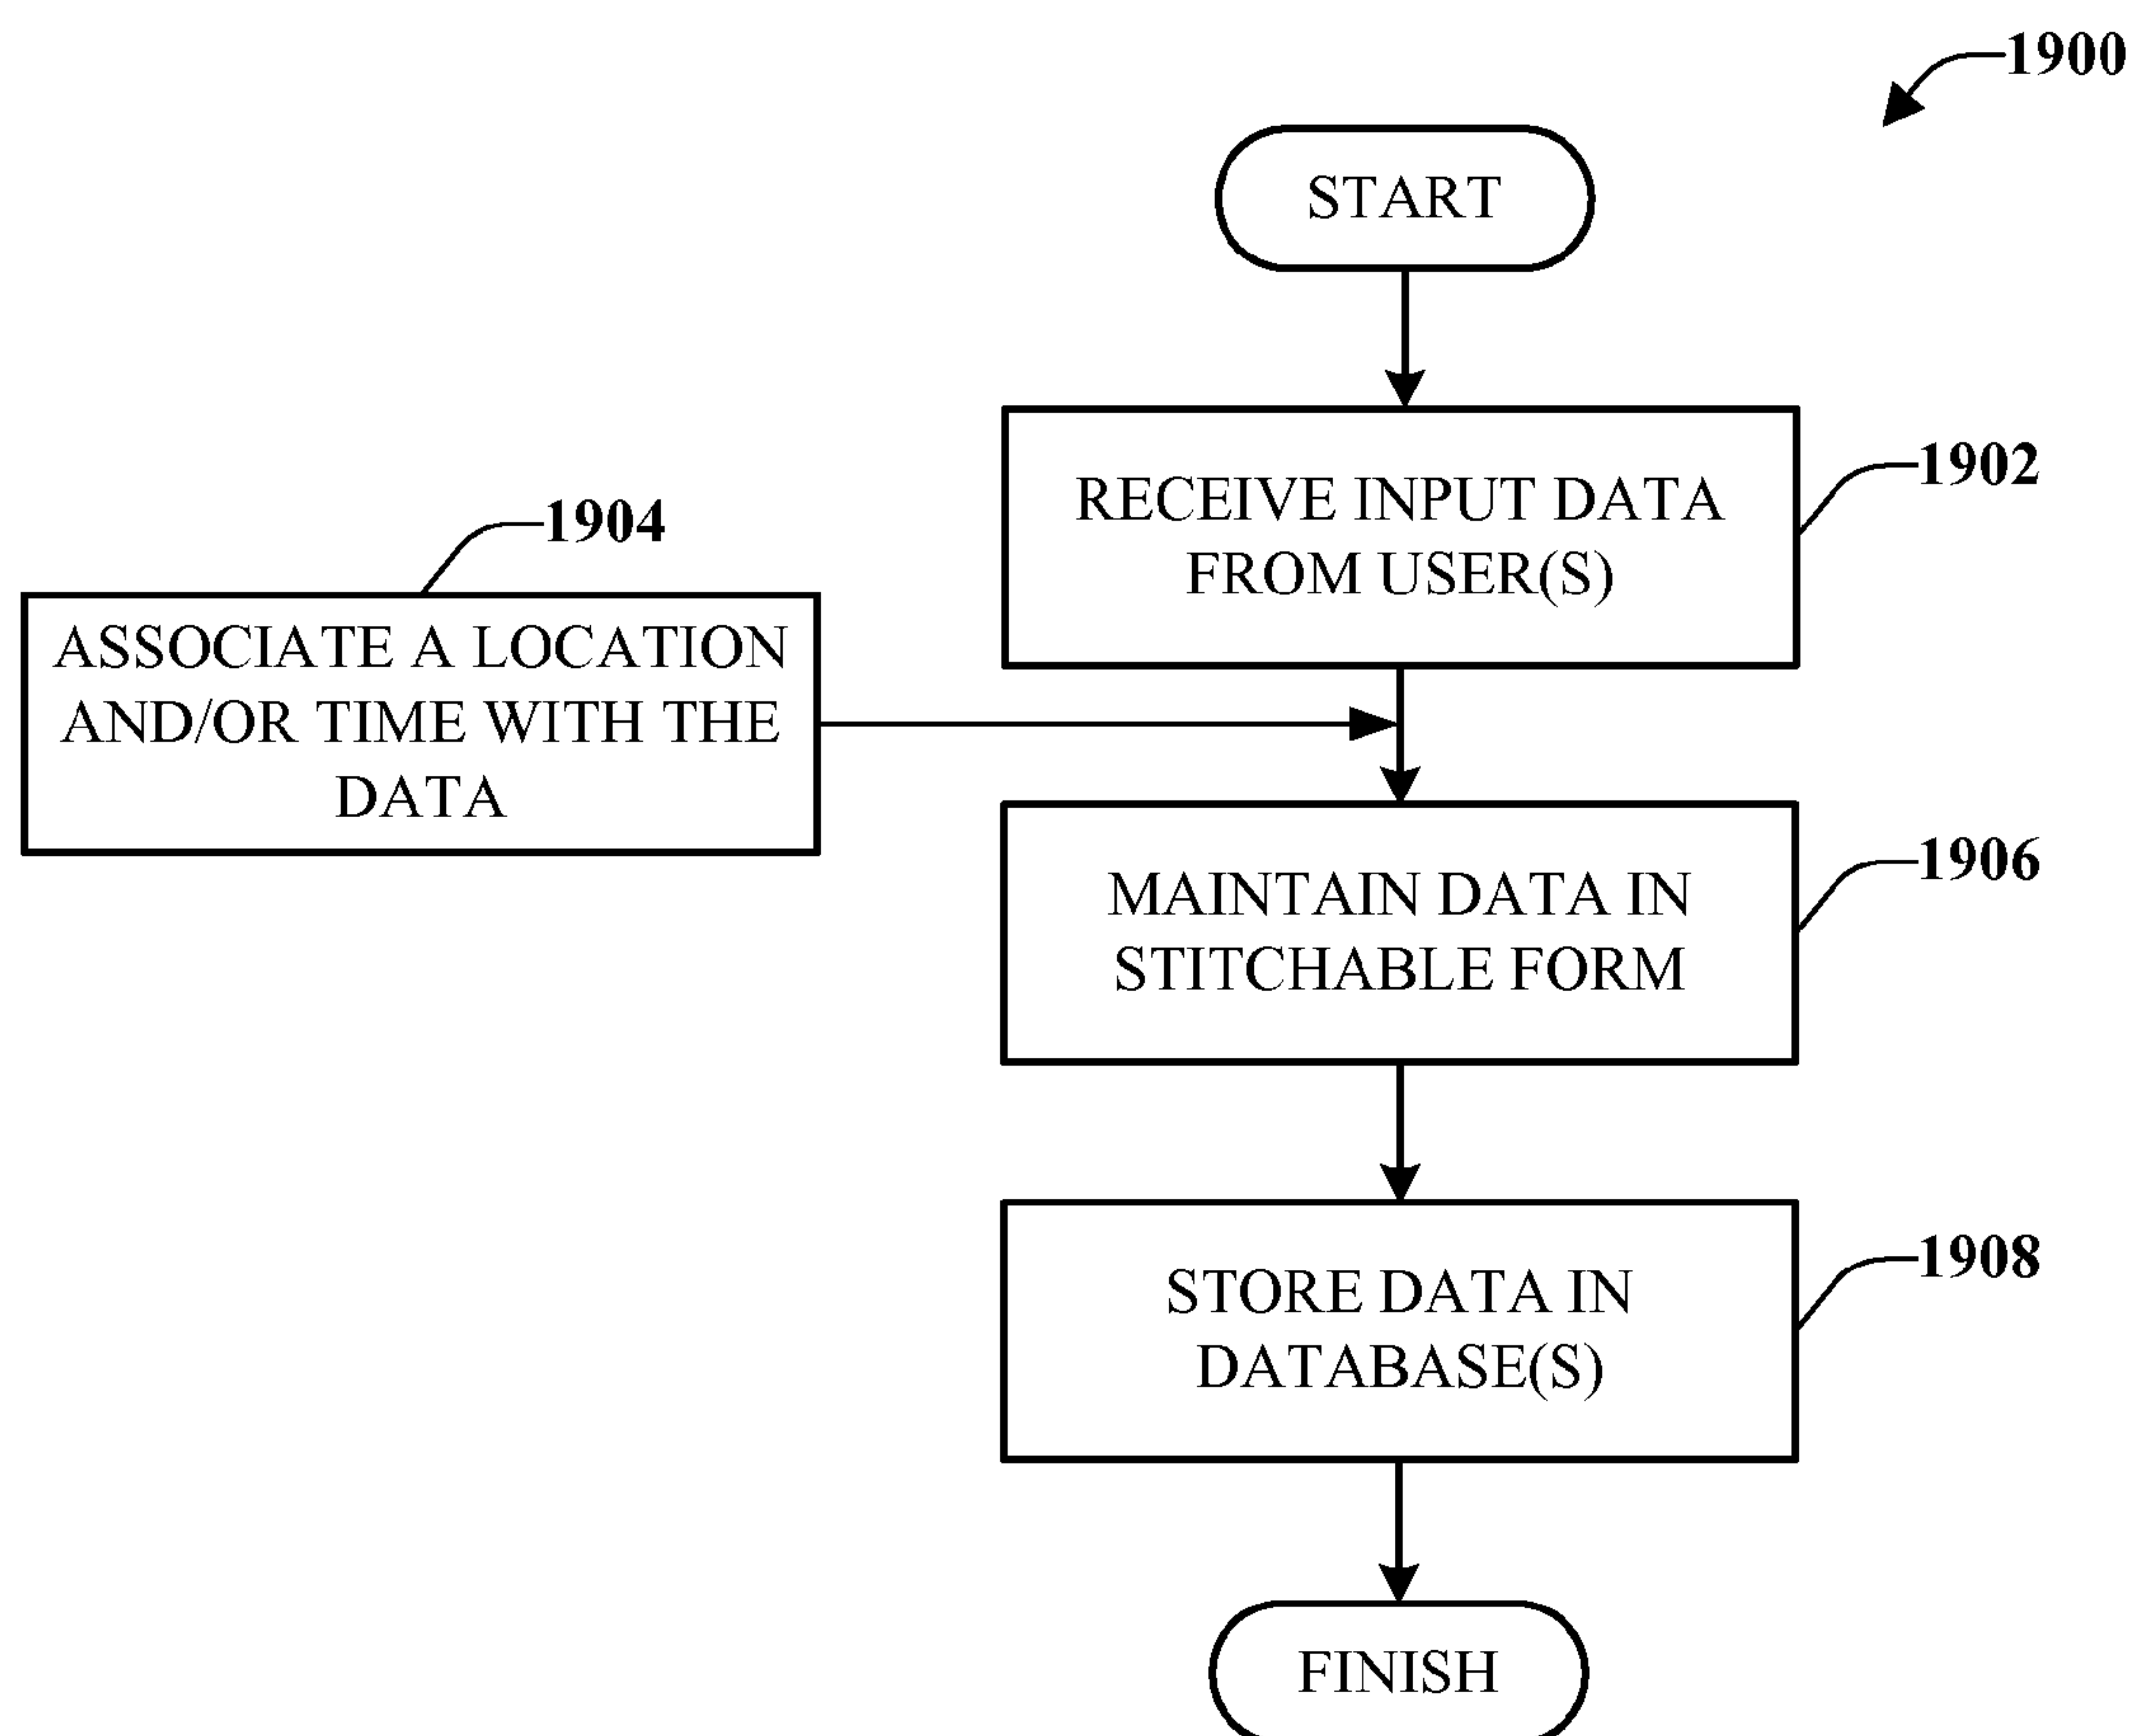 1900
START
RECEIVE INPUT DATA
FROM USER(S)
1902
1904
ASSOCIATE A LOCATION
AND/OR TIME WITH THE
DATA
MAINTAIN DATA IN
STITCHABLE FORM
1906
STORE DATA IN
DATABASE(S)
1908
FINISH